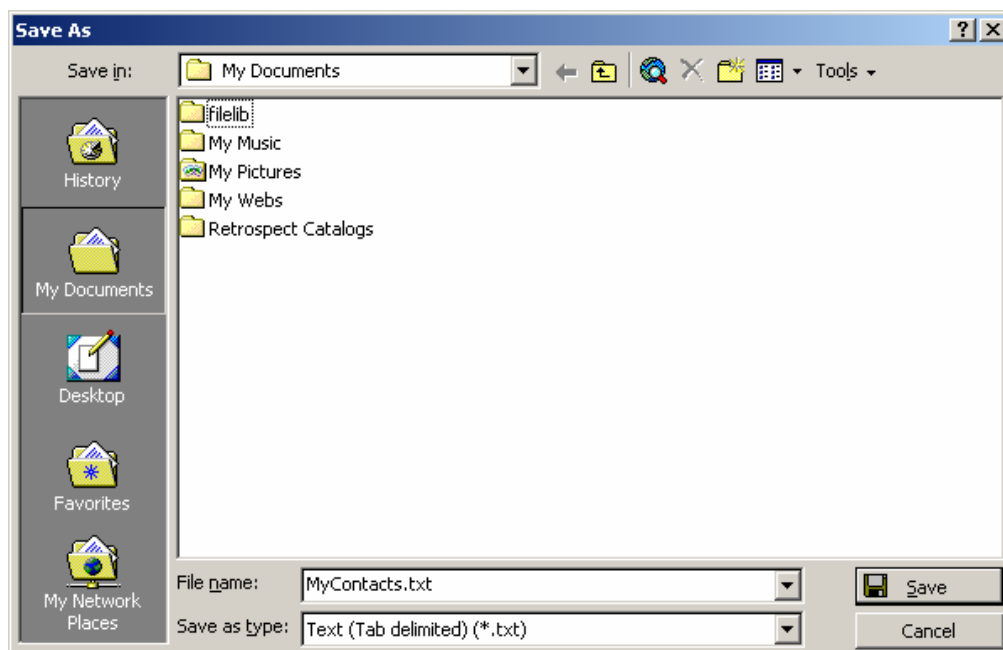 Save As
Save in:
My Documents
Tools
History
My Documents
Desktop
Favorites
My Network
Places
filelib
My Music
My Pictures
My Webs
Retrospect Catalogs
File name:
MyContacts.txt
Save
Save as type:
Text (Tab delimited) (*.txt)
Cancel